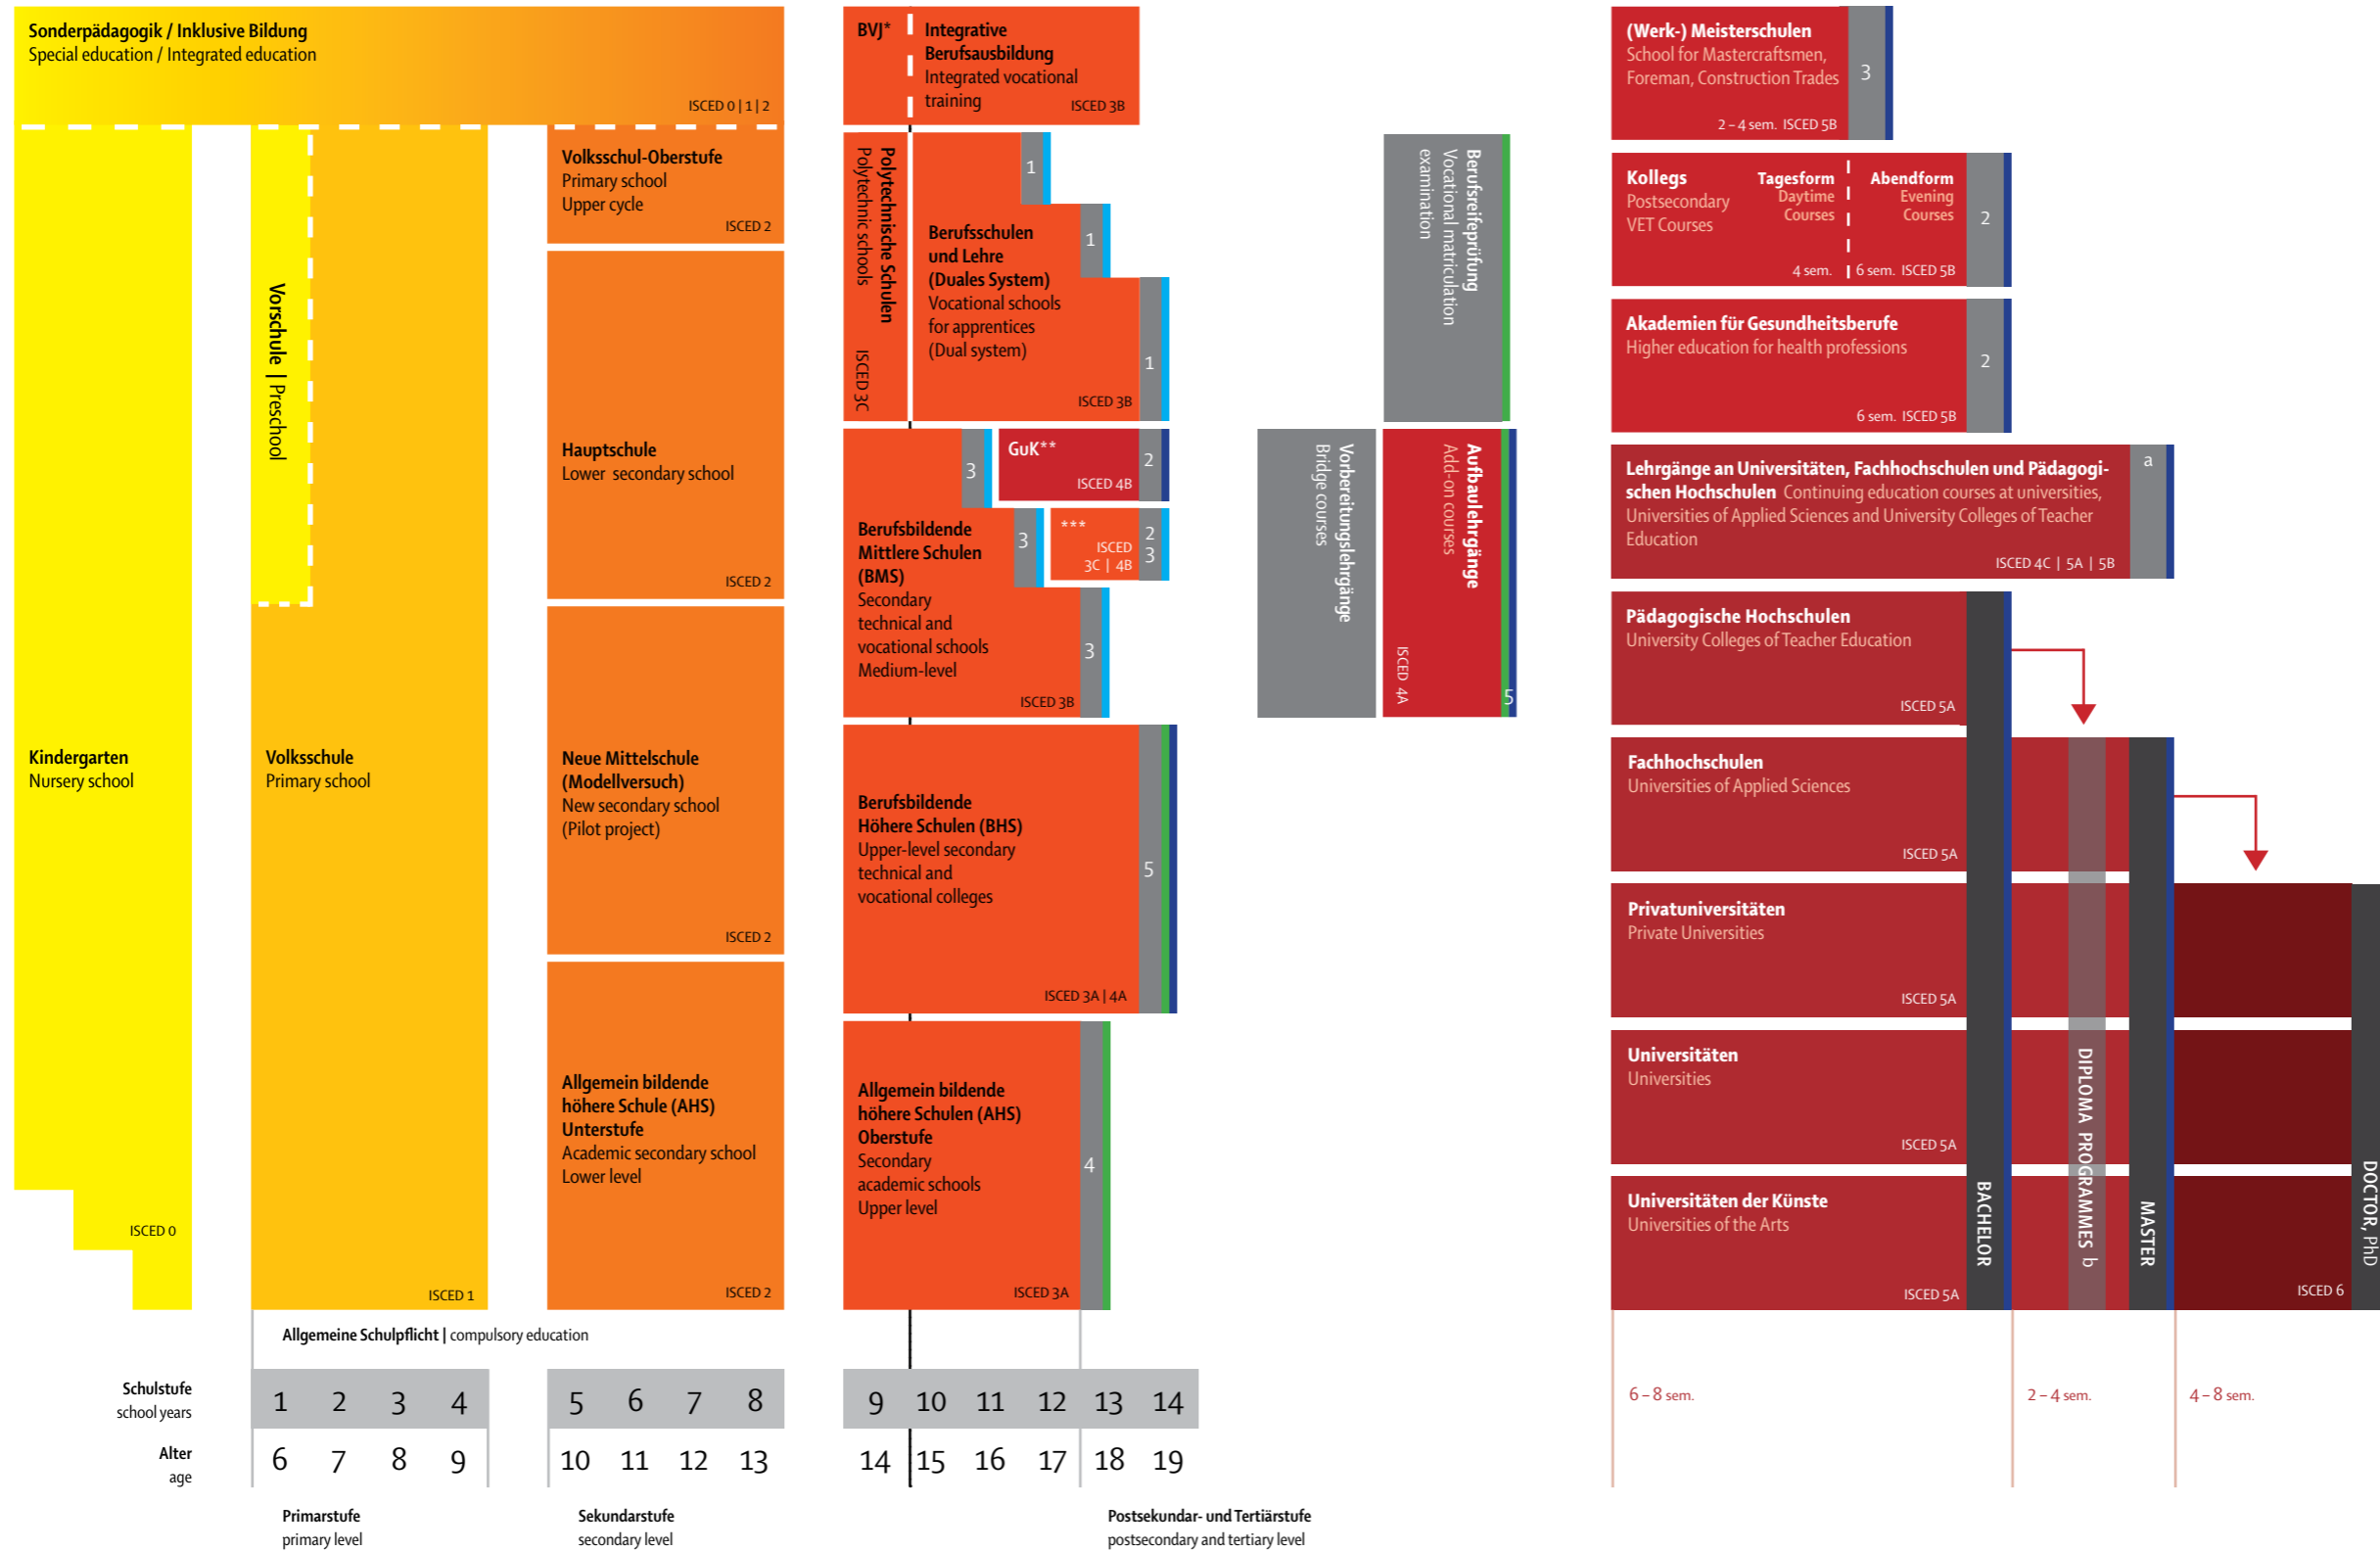 Sonderpädagogik / Inklusive Bildung
Special education / Integrated education
ISCED 0 | 1 | 2
Kindergarten
Nursery school
ISCED 0
Vorschule | Preschool
Volksschule
Primary school
ISCED 1
Volksschul-Oberstufe
Primary school
Upper cycle
ISCED 2
Hauptschule
Lower secondary school
ISCED 2
Neue Mittelschule
(Modellversuch)
New secondary school
(Pilot project)
ISCED 2
Allgemein bildende
höhere Schule (AHS)
Unterstufe
Academic secondary school
Lower level
ISCED 2
BVJ*
Integrative
Berufsausbildung
Integrated vocational
training
ISCED 3B
Polytechnische Schulen
Polytechnic schools
ISCED 3C
1
1
Berufsschulen
und Lehre
(Duales System)
Vocational schools
for apprentices
(Dual system)
1
ISCED 3B
3
GuK**
2
ISCED 4B
3
***
ISCED
3C | 4B
2
3
Berufsbildende
Mittlere Schulen
(BMS)
Secondary
technical and
vocational schools
Medium-level
3
ISCED 3B
Berufsbildende
Höhere Schulen (BHS)
Upper-level secondary
technical and
vocational colleges
5
ISCED 3A | 4A
Allgemein bildende
höhere Schulen (AHS)
Oberstufe
Secondary
academic schools
Upper level
4
ISCED 3A
Berufsreifeprüfung
Vocational matriculation
examination
Vorbereitungslehrgänge
Bridge courses
Aufbaulehrgänge
Add-on courses
ISCED 4A
5
(Werk-) Meisterschulen
School for Mastercraftsmen,
Foreman, Construction Trades
2 – 4 sem. ISCED 5B
3
Kollegs
Postsecondary
VET Courses
Tagesform
Daytime
Courses
4 sem.
Abendform
Evening
Courses
6 sem. ISCED 5B
2
Akademien für Gesundheitsberufe
Higher education for health professions
6 sem. ISCED 5B
2
Lehrgänge an Universitäten, Fachhochschulen und Pädagogi-
schen Hochschulen Continuing education courses at universities,
Universities of Applied Sciences and University Colleges of Teacher
Education
ISCED 4C | 5A | 5B
a
Pädagogische Hochschulen
University Colleges of Teacher Education
ISCED 5A
Fachhochschulen
Universities of Applied Sciences
ISCED 5A
Privatuniversitäten
Private Universities
ISCED 5A
Universitäten
Universities
ISCED 5A
Universitäten der Künste
Universities of the Arts
ISCED 5A
BACHELOR
DIPLOMA PROGRAMMES b
MASTER
ISCED 6
DOCTOR, PhD
Allgemeine Schulpflicht | compulsory education
Schulstufe
school years
1 2 3 4 5 6 7 8 9 10 11 12 13 14
Alter
age
6 7 8 9 10 11 12 13 14 15 16 17 18 19
6 – 8 sem.
2 – 4 sem.
4 – 8 sem.
Primarstufe
primary level
Sekundarstufe
secondary level
Postsekundar- und Tertiärstufe
postsecondary and tertiary level